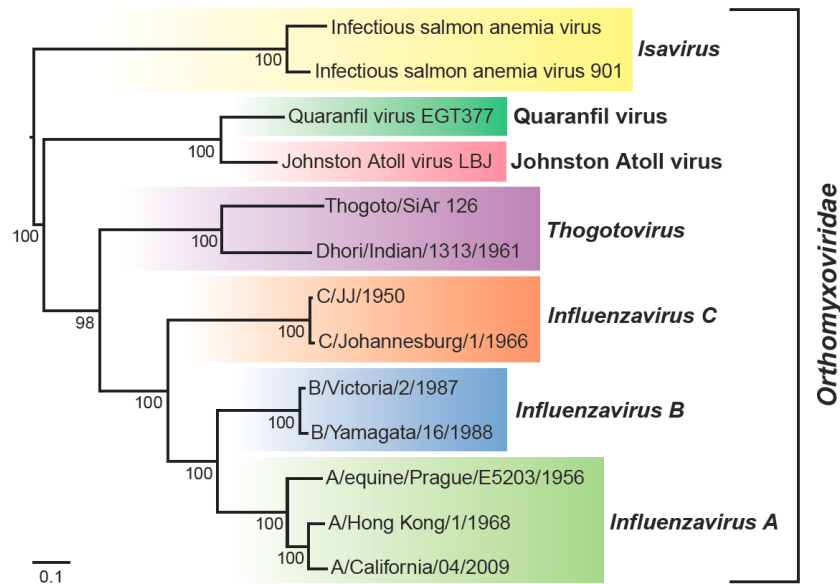 Infectious salmon anemia virus
100
Infectious salmon anemia virus 901
Isavirus
Quaranfil virus EGT377
Quaranfil virus
100
Johnston Atoll virus LBJ
Johnston Atoll virus
100
Thogoto/SiAr 126
100
Dhori/Indian/1313/1961
Thogotovirus
98
C/JJ/1950
100
C/Johannesburg/1/1966
Influenzavirus C
100
B/Victoria/2/1987
100
B/Yamagata/16/1988
Influenzavirus B
100
A/equine/Prague/E5203/1956
100
A/Hong Kong/1/1968
Influenzavirus A
100
A/California/04/2009
Orthomyxoviridae
0.1